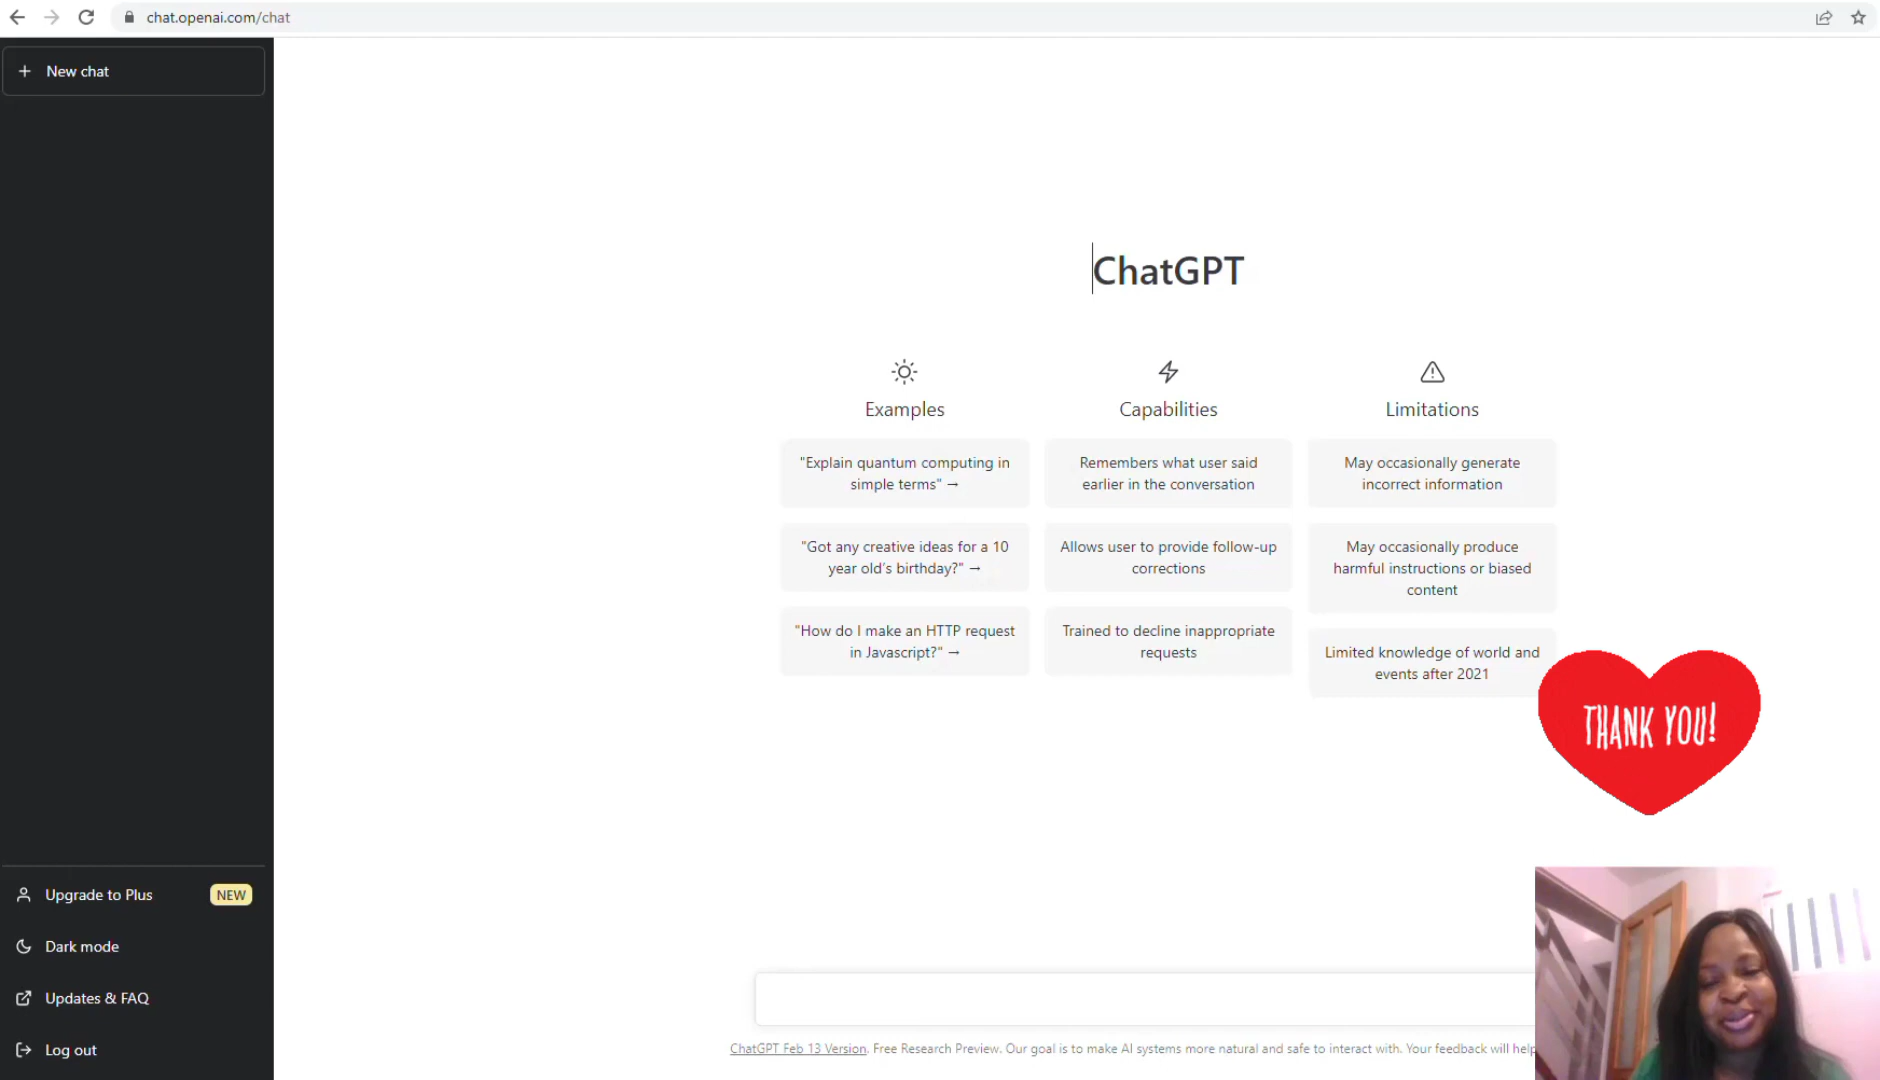 chat.openai.com/chat
New chat
ChatGPT
Examples
"Explain quantum computing in
simple terms" →
"Got any creative ideas for a 10
year old's birthday?" →
"How do I make an HTTP request
in Javascript?" →
Capabilities
Remembers what user said
earlier in the conversation
Allows user to provide follow-up
corrections
Trained to decline inappropriate
requests
Limitations
May occasionally generate
incorrect information
May occasionally produce
harmful instructions or biased
content
Limited knowledge of world and
events after 2021
THANK YOU!
Upgrade to Plus NEW
Dark mode
Updates & FAQ
Log out
ChatGPT Feb 13 Version. Free Research Preview. Our goal is to make AI systems more natural and safe to interact with. Your feedback will help